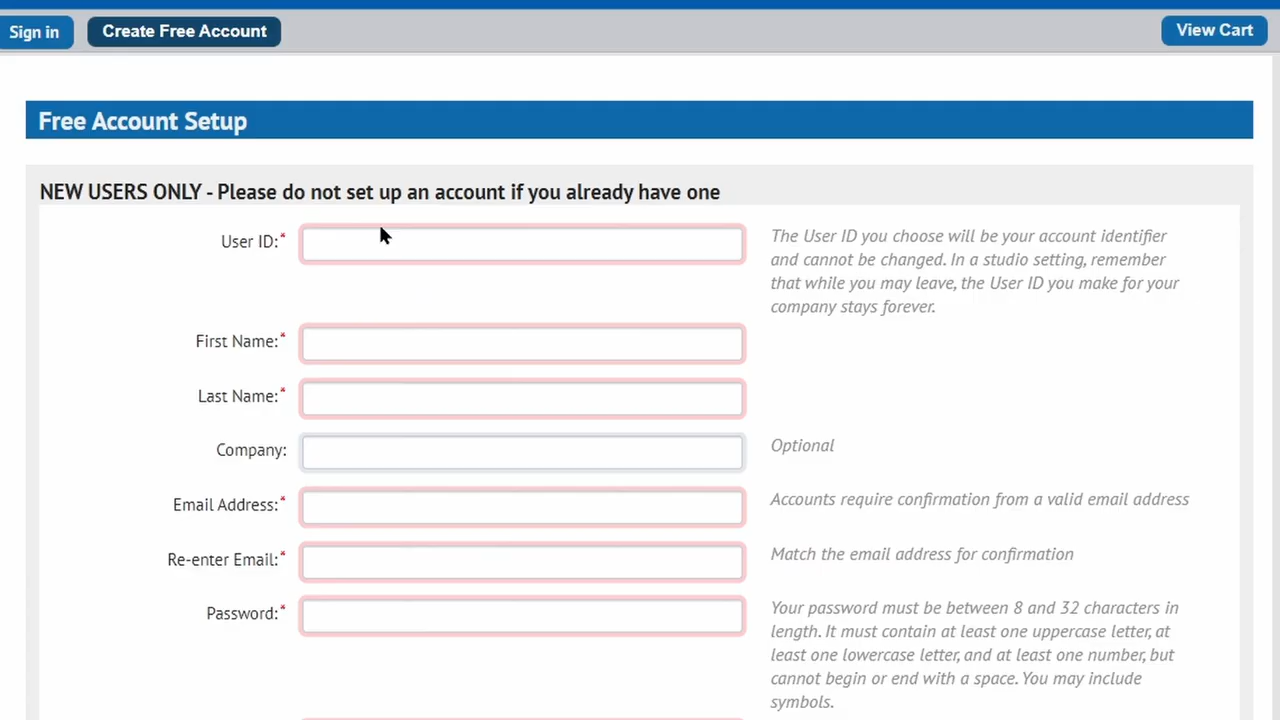 Sign in
Create Free Account
View Cart
Free Account Setup
NEW USERS ONLY - Please do not set up an account if you already have one
User ID:*
The User ID you choose will be your account identifier
and cannot be changed. In a studio setting, remember
that while you may leave, the User ID you make for your
company stays forever.
First Name:*
Last Name:*
Company:
Optional
Email Address:*
Accounts require confirmation from a valid email address
Re-enter Email:*
Match the email address for confirmation
Password:*
Your password must be between 8 and 32 characters in
length. It must contain at least one uppercase letter, at
least one lowercase letter, and at least one number, but
cannot begin or end with a space. You may include
symbols.